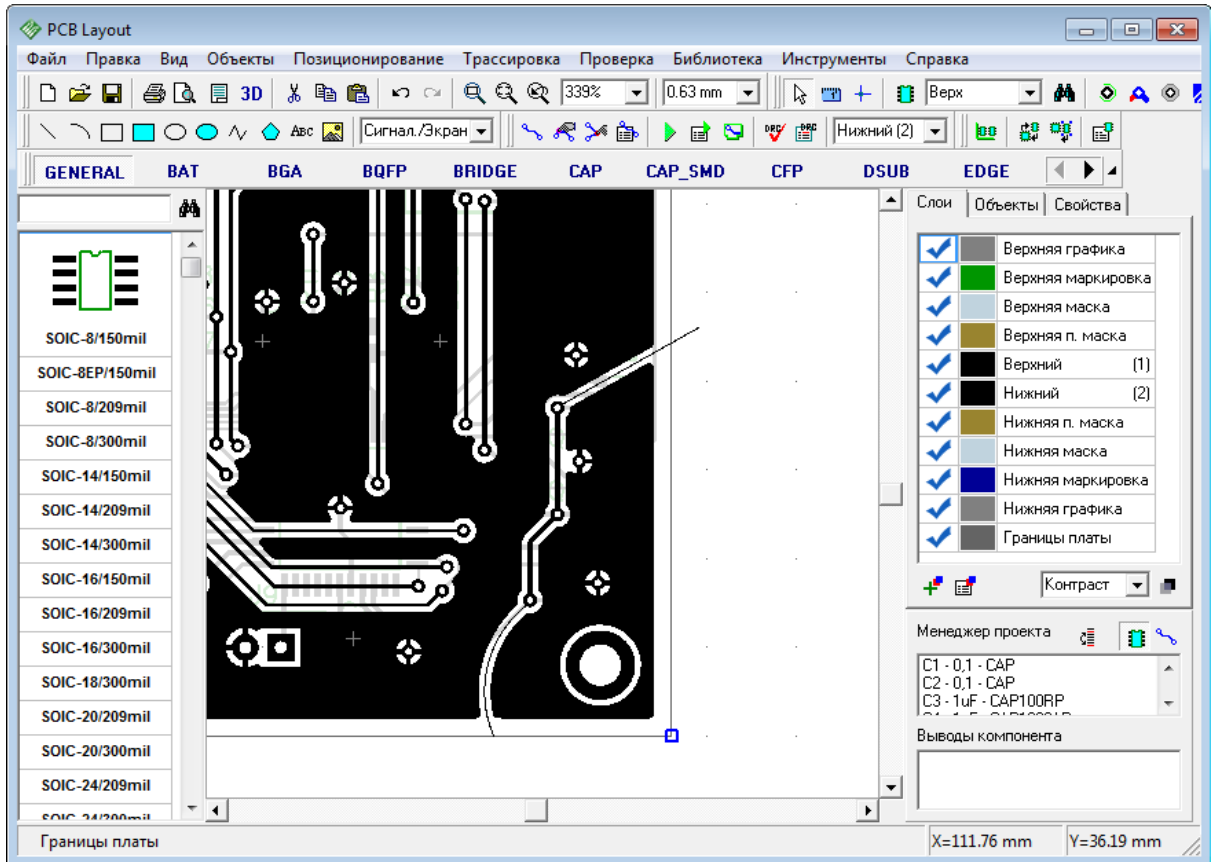 PCB Layout
Файл Правка Вид Объекты Позиционирование Трассировка Проверка Библиотека Инструменты Справка
3D 339% 0.63 mm Верх
ABC Сигнал./Экран DRC DRC Нижний (2)
GENERAL BAT BGA BQFP BRIDGE CAP CAP_SMD CFP DSUB EDGE
SOIC-8/150mil
SOIC-8EP/150mil
SOIC-8/209mil
SOIC-8/300mil
SOIC-14/150mil
SOIC-14/209mil
SOIC-14/300mil
SOIC-16/150mil
SOIC-16/209mil
SOIC-16/300mil
SOIC-18/300mil
SOIC-20/209mil
SOIC-20/300mil
SOIC-24/209mil
SOIC-24/300mil
Слои Объекты Свойства
Верхняя графика
Верхняя маркировка
Верхняя маска
Верхняя п. маска
Верхний (1)
Нижний (2)
Нижняя п. маска
Нижняя маска
Нижняя маркировка
Нижняя графика
Границы платы
Контраст
Менеджер проекта
C1 - 0,1 - CAP
C2 - 0,1 - CAP
C3 - 1uF - CAP100RP
Выводы компонента
Границы платы X=111.76 mm Y=36.19 mm